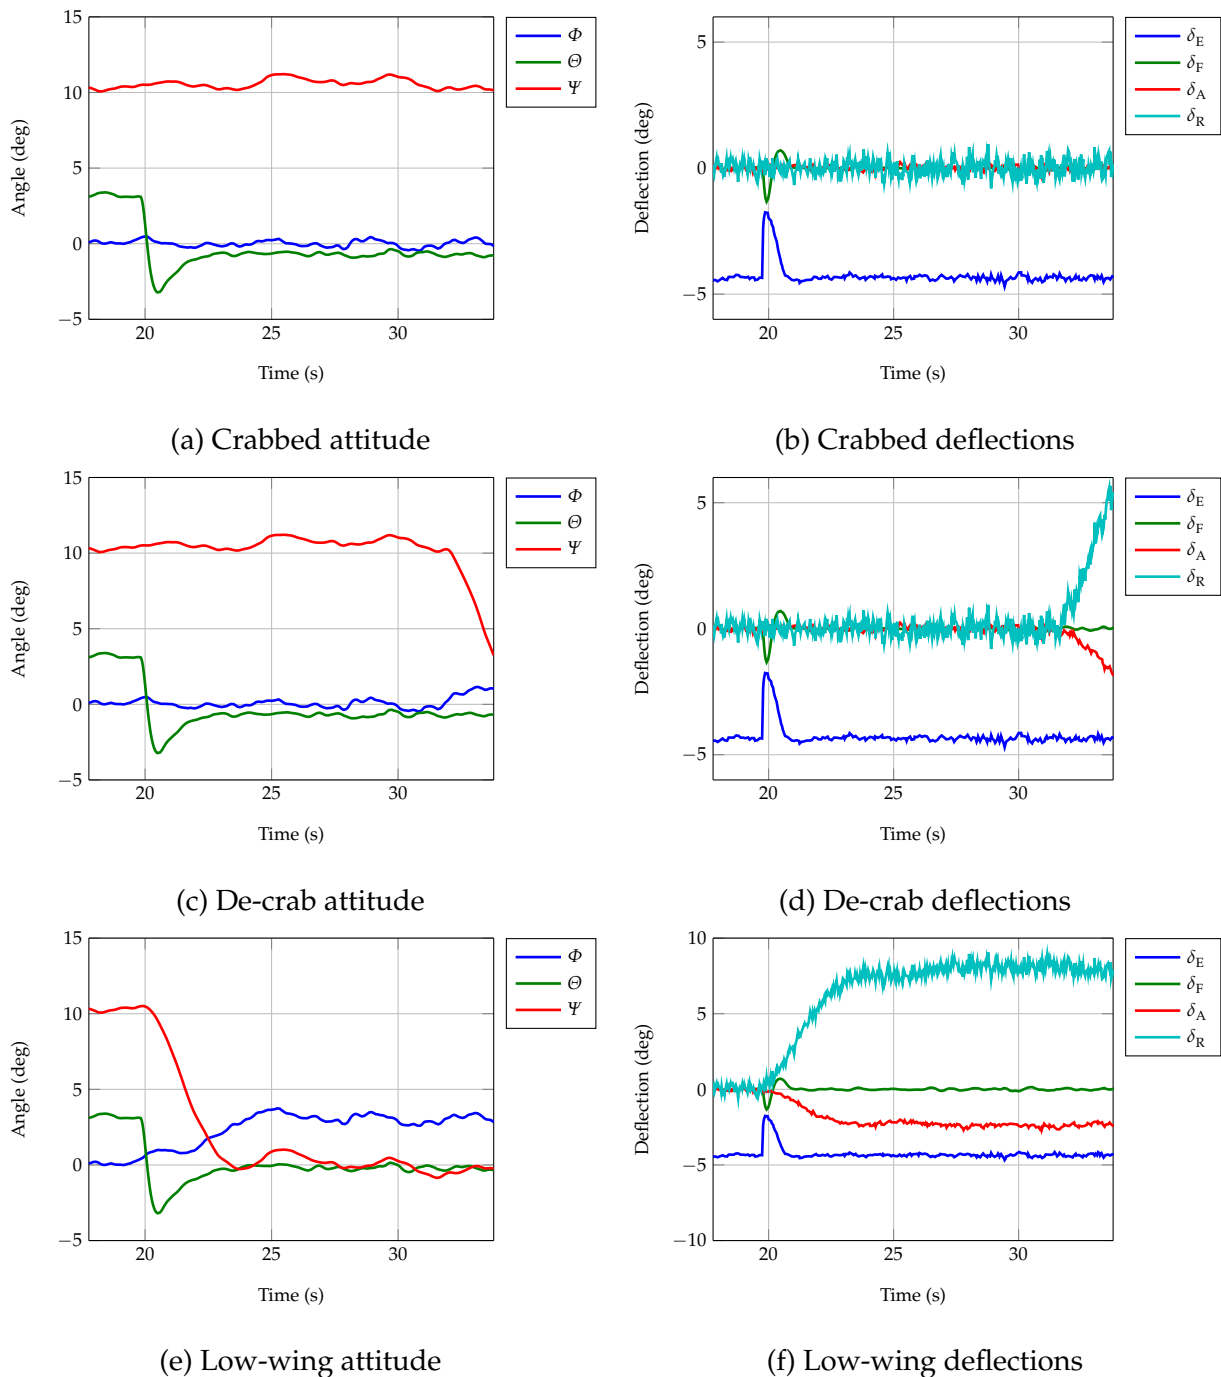 15
10
5
0
−5
20
25
30
Angle (deg)
Time (s)
Φ
Θ
Ψ
(a) Crabbed attitude
5
0
−5
20
25
30
Deflection (deg)
Time (s)
δE
δF
δA
δR
(b) Crabbed deflections
15
10
5
0
−5
20
25
30
Angle (deg)
Time (s)
Φ
Θ
Ψ
(c) De-crab attitude
5
0
−5
20
25
30
Deflection (deg)
Time (s)
δE
δF
δA
δR
(d) De-crab deflections
15
10
5
0
−5
20
25
30
Angle (deg)
Time (s)
Φ
Θ
Ψ
(e) Low-wing attitude
10
5
0
−5
−10
20
25
30
Deflection (deg)
Time (s)
δE
δF
δA
δR
(f) Low-wing deflections